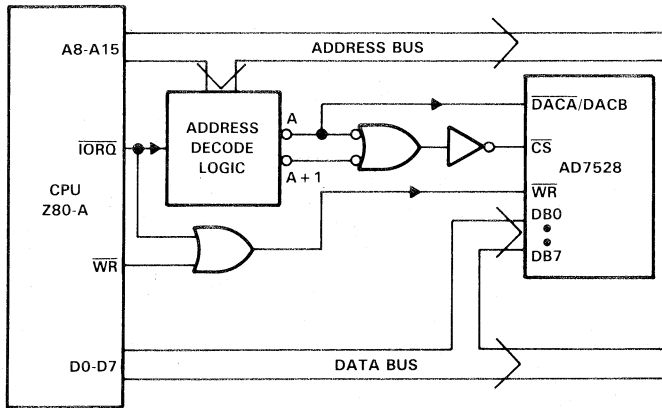 A8-A15
ADDRESS BUS
ADDRESS
DECODE
LOGIC
A
A + 1
IORQ
CPU
Z80-A
WR
D0-D7
DATA BUS
DACA/DACB
CS
AD7528
WR
DB0
DB7